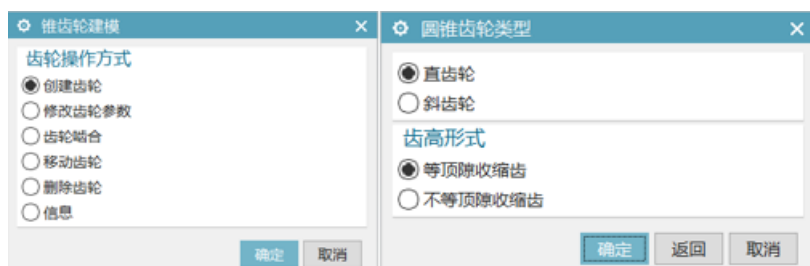 锥齿轮建模
齿轮操作方式
创建齿轮
修改齿轮参数
齿轮啮合
移动齿轮
删除齿轮
信息
确定
取消
圆锥齿轮类型
直齿轮
斜齿轮
齿高形式
等顶隙收缩齿
不等顶隙收缩齿
确定
返回
取消